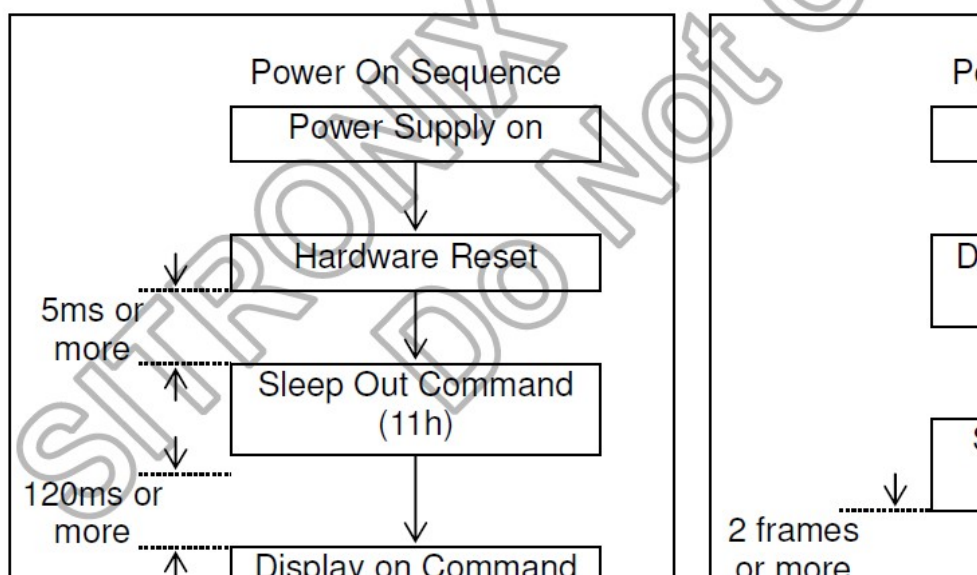 Power On Sequence
Power Supply on
Hardware Reset
5ms or
more
Sleep Out Command
(11h)
120ms or
more
Display on Command
2 frames
or more
SITRONIX
Do Not